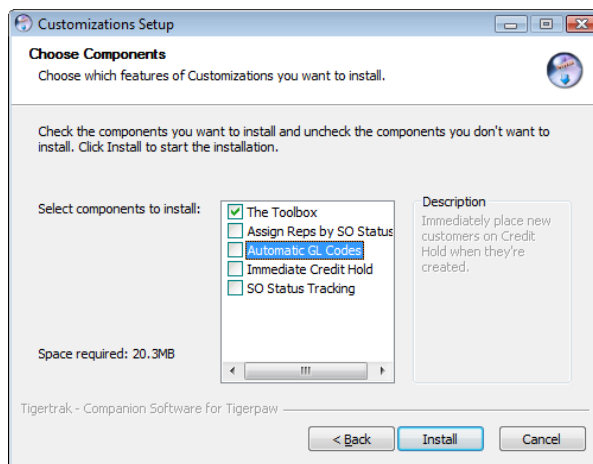 Customizations Setup
Choose Components
Choose which features of Customizations you want to install.
Check the components you want to install and uncheck the components you don't want to
install. Click Install to start the installation.
Select components to install:
The Toolbox
Assign Reps by SO Status
Automatic GL Codes
Immediate Credit Hold
SO Status Tracking
Description
Immediately place new
customers on Credit
Hold when they're
created.
Space required: 20.3MB
Tigertrak - Companion Software for Tigerpaw
< Back
Install
Cancel